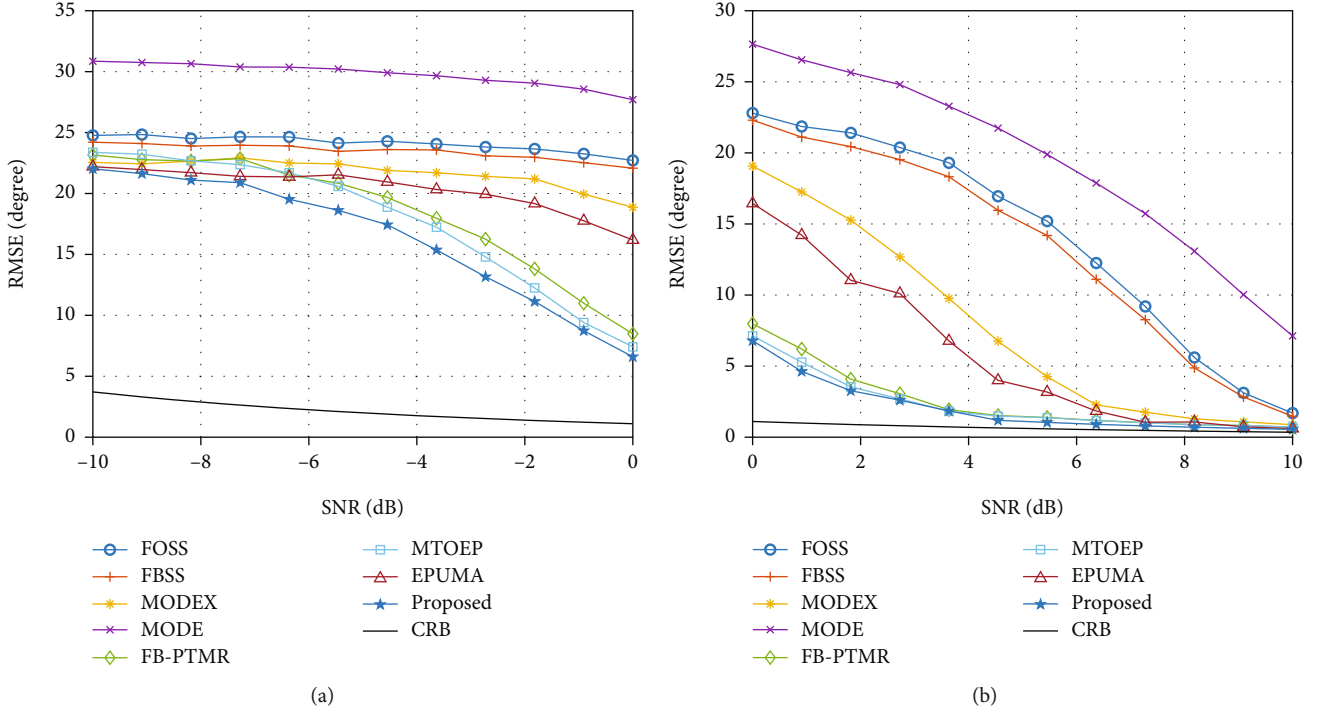 35
30
25
20
15
10
5
0
RMSE (degree)
–10
–8
–6
–4
–2
0
SNR (dB)
FOSS
FBSS
MODEX
MODE
FB-PTMR
MTOEP
EPUMA
Proposed
CRB
(a)
30
25
20
15
10
5
0
RMSE (degree)
0
2
4
6
8
10
SNR (dB)
FOSS
FBSS
MODEX
MODE
FB-PTMR
MTOEP
EPUMA
Proposed
CRB
(b)